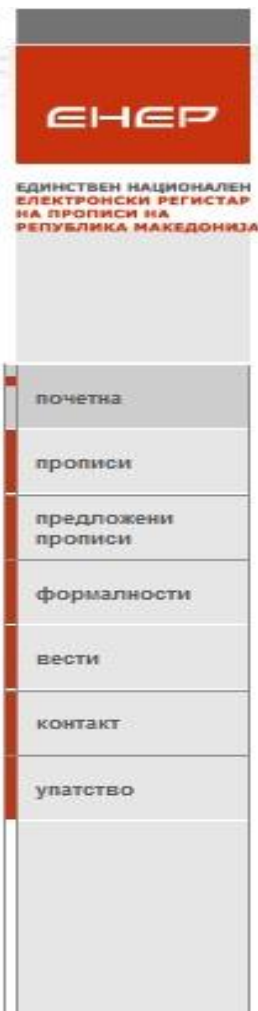 ЕНЕР
ЕДИНСТВЕН НАЦИОНАЛЕН
ЕЛЕКТРОНСКИ РЕГИСТАР
НА ПРОПИСИ НА
РЕПУБЛИКА МАКЕДОНИЈА
почетна
прописи
предложени
прописи
формалности
вести
контакт
упатство